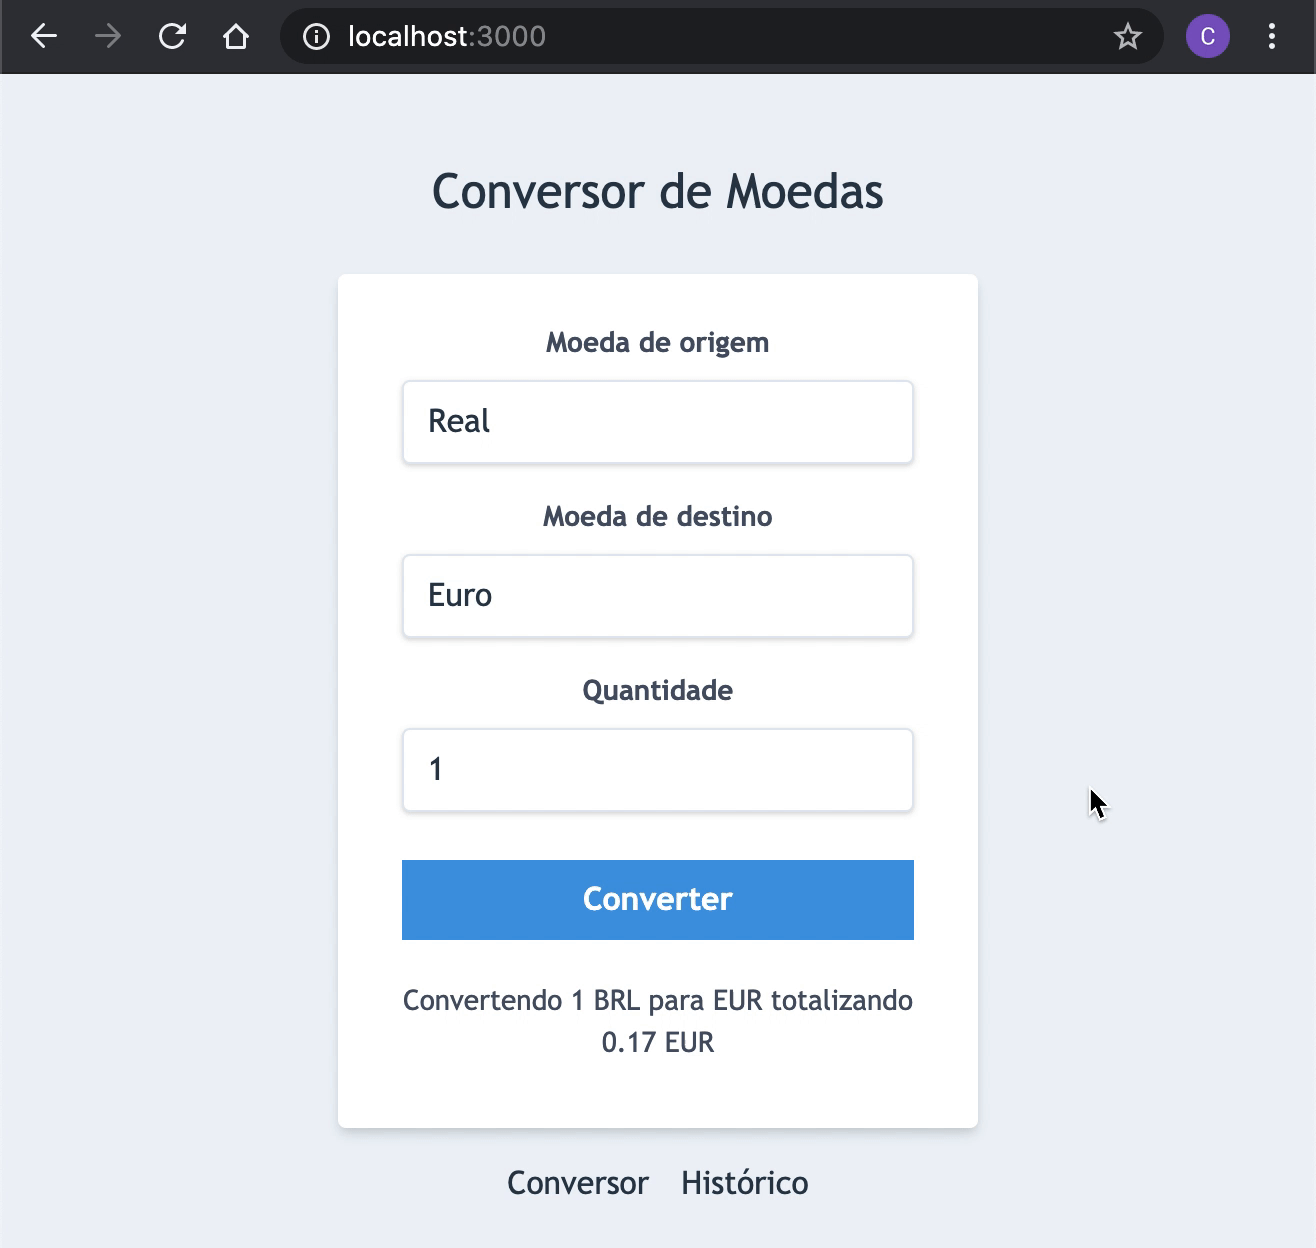 localhost:3000
C
Conversor de Moedas
Moeda de origem
Real
Moeda de destino
Euro
Quantidade
1
Converter
Convertendo 1 BRL para EUR totalizando
0.17 EUR
Conversor Histórico